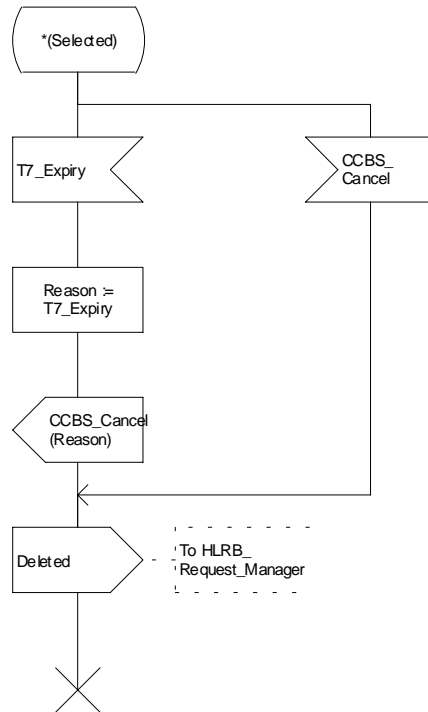 *(Selected)
T7_Expiry
CCBS_
Cancel
Reason :=
T7_Expiry
CCBS_Cancel
(Reason)
Deleted
To HLRB_
Request_Manager